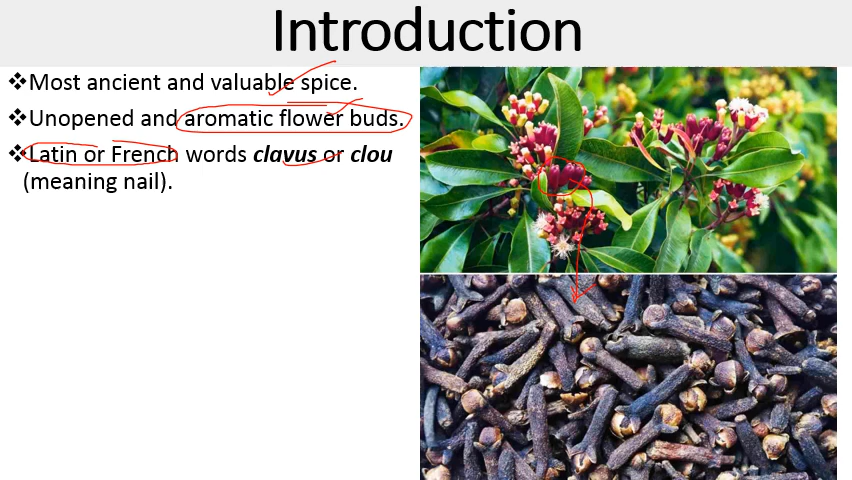 Introduction
❖Most ancient and valuable spice.
❖Unopened and aromatic flower buds.
❖Latin or French words clavus or clou
(meaning nail).